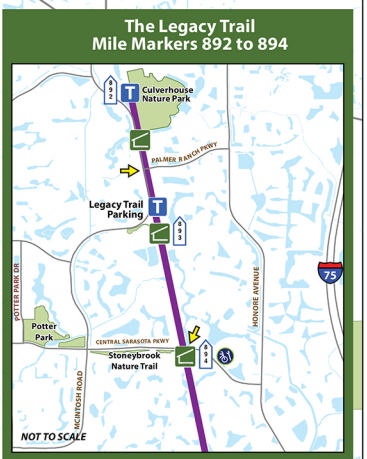 The Legacy Trail
Mile Markers 892 to 894
892
T
Culverhouse
Nature Park
PALMER RANCH PKWY
Legacy Trail
Parking
T
893
75
POTTER PARK DR
HONORE AVENUE
Potter
Park
CENTRAL SARASOTA PKWY
Stoneybrook
Nature Trail
894
MCINTOSH ROAD
NOT TO SCALE